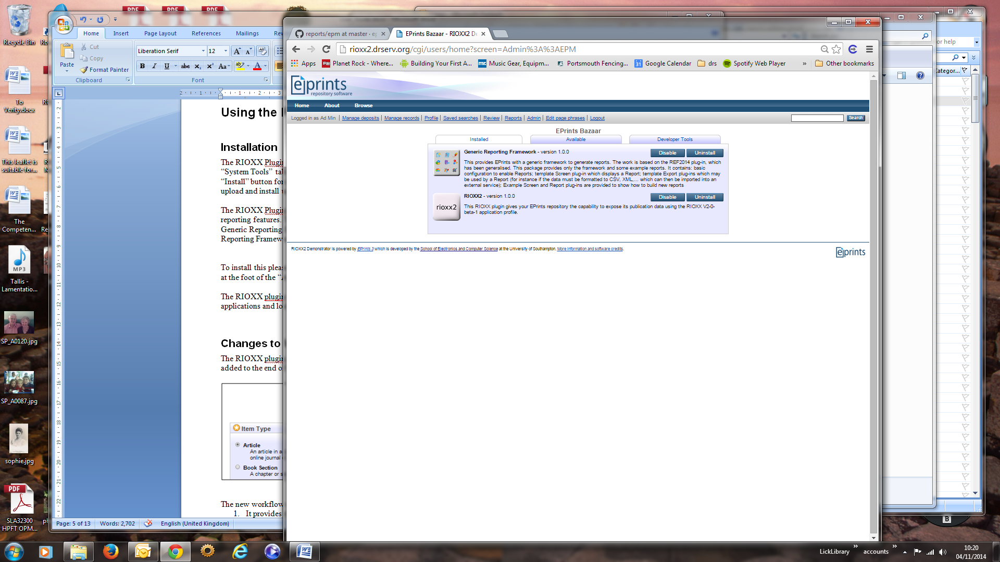 Recycle Bin
To
Verity.docx
This leaflet is
suitable for...
The
Competen...
MP3
Tallis -
Lamentatio...
SP_A0120.jpg
SP_A0087.jpg
sophie.jpg
PDF
SLA32300
HPFT OPM...
PDF
PDF
PDF
Home
Insert
Page Layout
References
Mailings
Paste
Cut
Copy
Format Painter
Clipboard
Liberation Serif
12
Font
Using the
Installation
The RIOXX Plugin
“System Tools” tab
“Install” button for
upload and install
The RIOXX Plugin
reporting features.
Generic Reporting
Reporting Framew
To install this plea
at the foot of the “
The RIOXX plugin
applications and lo
Changes to
The RIOXX plugin
added to the end o
Item Type
Article
An article in a
online journal
Book Section
A chapter or s
The new workflow
1. It provides
Page: 5 of 13
Words: 2,702
English (United Kingdom)
reports/epm at master · ep
EPrints Bazaar - RIOXX2 De
rioxx2.drserv.org/cgi/users/home?screen=Admin%3A%3AEPM
Apps
Planet Rock - Where...
Building Your First A...
Music Gear, Equipm...
Portsmouth Fencing...
Google Calendar
drs
Spotify Web Player
»
Other bookmarks
eprints
repository software
Home
About
Browse
Logged in as Ad Min | Manage deposits | Manage records | Profile | Saved searches | Review | Reports | Admin | Edit page phrases | Logout
Search
EPrints Bazaar
Installed
Available
Developer Tools
Generic Reporting Framework - version 1.0.0
Disable
Uninstall
This provides EPrints with a generic framework to generate reports. The work is based on the REF2014 plug-in, which
has been generalised. This package provides only the framework and some example reports. It contains: basic
configuration to enable Reports; template Screen plug-in which displays a Report; template Export plug-ins which may
be used by a Report (for instance if the data must be formatted to CSV, XML,... which can then be imported into an
external service); Example Screen and Report plug-ins are provided to show how to build new reports
rioxx2
RIOXX2 - version 1.0.0
Disable
Uninstall
This RIOXX plugin gives your EPrints repository the capability to expose its publication data using the RIOXX V2-0-
beta-1 application profile.
RIOXX2 Demonstrator is powered by EPrints 3 which is developed by the School of Electronics and Computer Science at the University of Southampton. More information and software credits.
eprints
or help
Categor...
B
LickLibrary
»
accounts
»
10:20
04/11/2014